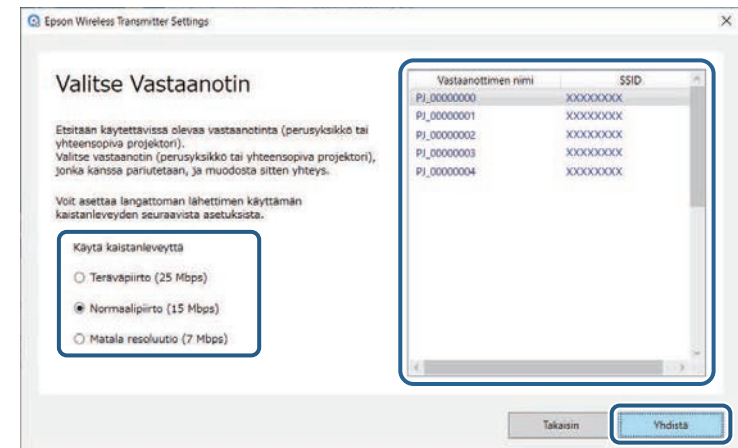 Epson Wireless Transmitter Settings
Valitse Vastaanotin
Etsitään käytettävissä olevaa vastaanotinta (perusyksikkö tai
yhteensopiva projektori).
Valitse vastaanotin (perusyksikkö tai yhteensopiva projektori),
jonka kanssa pariutetaan, ja muodosta sitten yhteys.
Voit asettaa langattoman lähettimen käyttämän
kaistanleveyden seuraavista asetuksista.
Käytä kaistanleveyttä
Teräväpiirto (25 Mbps)
Normaalipiirto (15 Mbps)
Matala resoluutio (7 Mbps)
Vastaanottimen nimi SSID
PJ_00000000 XXXXXXXX
PJ_00000001 XXXXXXXX
PJ_00000002 XXXXXXXX
PJ_00000003 XXXXXXXX
PJ_00000004 XXXXXXXX
Takaisin Yhdistä